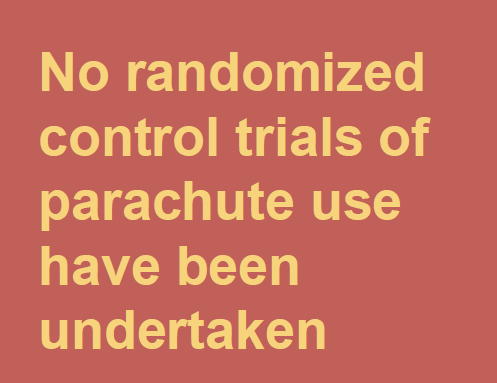 No randomized
control trials of
parachute use
have been
undertaken